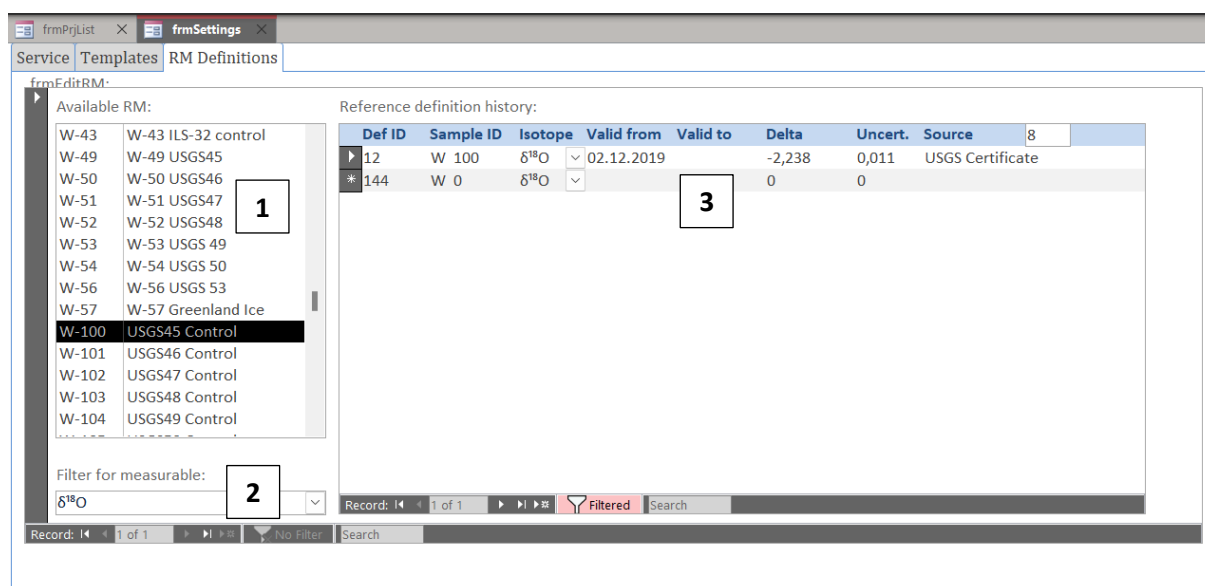 frmPrjList frmSettings
Service Templates RM Definitions
frmEditRM:
Available RM:
W-43 W-43 ILS-32 control
W-49 W-49 USGS45
W-50 W-50 USGS46
W-51 W-51 USGS47
W-52 W-52 USGS48
W-53 W-53 USGS 49
W-54 W-54 USGS 50
W-56 W-56 USGS 53
W-57 W-57 Greenland Ice
W-100 USGS45 Control
W-101 USGS46 Control
W-102 USGS47 Control
W-103 USGS48 Control
W-104 USGS49 Control
1
Filter for measurable:
δ¹⁸O
2
Reference definition history:
Def ID Sample ID Isotope Valid from Valid to Delta Uncert. Source 8
12 W 100 δ¹⁸O 02.12.2019 -2,238 0,011 USGS Certificate
144 W 0 δ¹⁸O 0 0
3
Record: 1 of 1 Filtered Search
Record: 1 of 1 No Filter Search